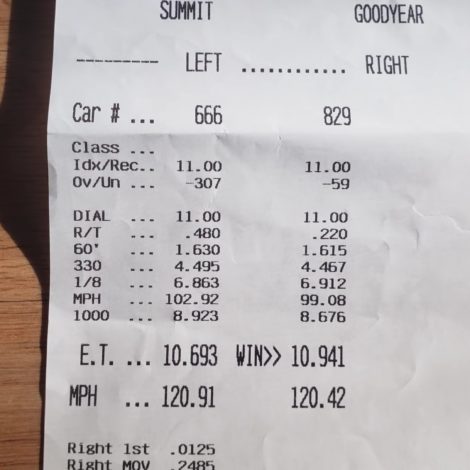 SUMMIT GOODYEAR
--------- LEFT ............ RIGHT
Car # ... 666 829
Class ...
Idx/Rec.. 11.00 11.00
Ov/Un ... -307 -59
DIAL ... 11.00 11.00
R/T ... .480 .220
60' ... 1.630 1.615
330 ... 4.495 4.467
1/8 ... 6.863 6.912
MPH ... 102.92 99.08
1000 ... 8.923 8.676
E.T. ... 10.693 WIN>> 10.941
MPH ... 120.91 120.42
Right 1st .0125
Right MOV .2485